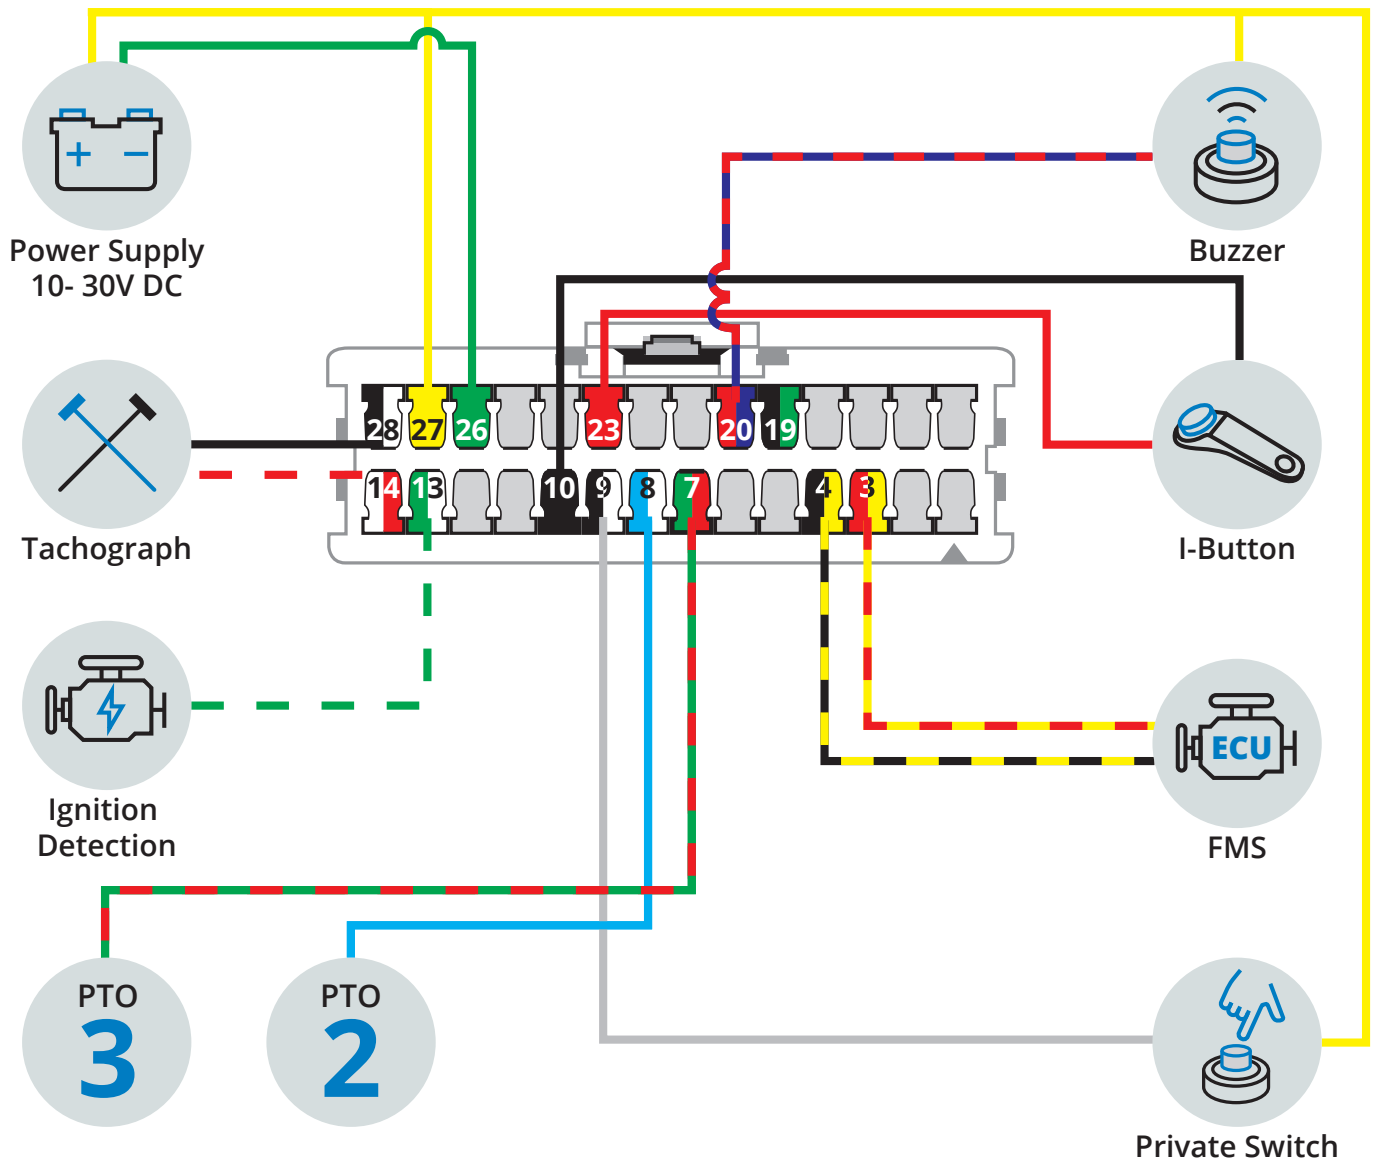 Power Supply
10- 30V DC
Buzzer
28 27 26 23 20 19
14 13 10 9 8 7 4 3
Tachograph
I-Button
Ignition
Detection
ECU
FMS
PTO
3
PTO
2
Private Switch